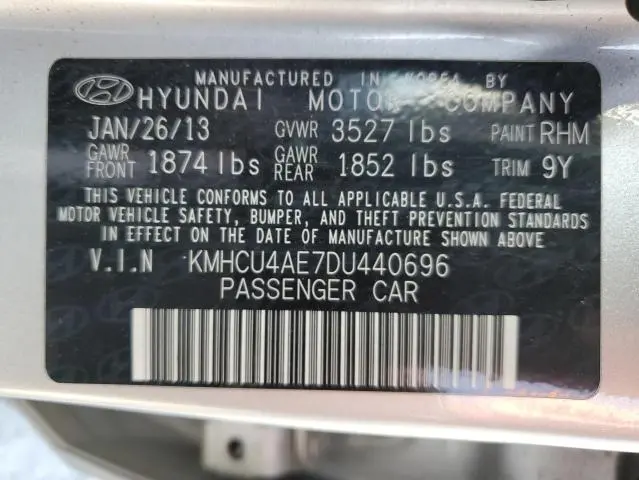 MANUFACTURED IN KOREA BY
HYUNDAI MOTOR COMPANY
JAN/26/13 GVWR 3527 lbs PAINT RHM
GAWR FRONT 1874 lbs GAWR REAR 1852 lbs TRIM 9Y
THIS VEHICLE CONFORMS TO ALL APPLICABLE U.S.A. FEDERAL
MOTOR VEHICLE SAFETY, BUMPER, AND THEFT PREVENTION STANDARDS
IN EFFECT ON THE DATE OF MANUFACTURE SHOWN ABOVE
V.I.N KMHCU4AE7DU440696
PASSENGER CAR